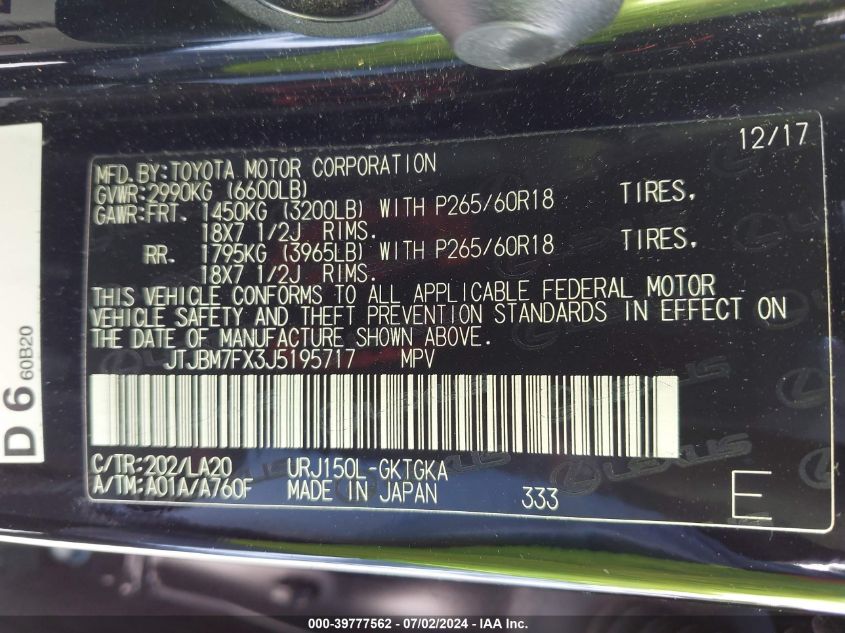 12/17
MFD.BY:TOYOTA MOTOR CORPORATION
GVWR:2990KG (6600LB)
GAWR:FRT. 1450KG (3200LB) WITH P265/60R18 TIRES,
18X7 1/2J RIMS.
RR. 1795KG (3965LB) WITH P265/60R18 TIRES,
18X7 1/2J RIMS.
THIS VEHICLE CONFORMS TO ALL APPLICABLE FEDERAL MOTOR
VEHICLE SAFETY AND THEFT PREVENTION STANDARDS IN EFFECT ON
THE DATE OF MANUFACTURE SHOWN ABOVE.
JTJBM7FX3J5195717 MPV
C/TR:202/LA20 URJ150L-GKTGKA
A/TM:A01A/A760F MADE IN JAPAN 333 E
D 6 60B20
LEXUS
000-39777562 / 07/02/2024 - IAA Inc.